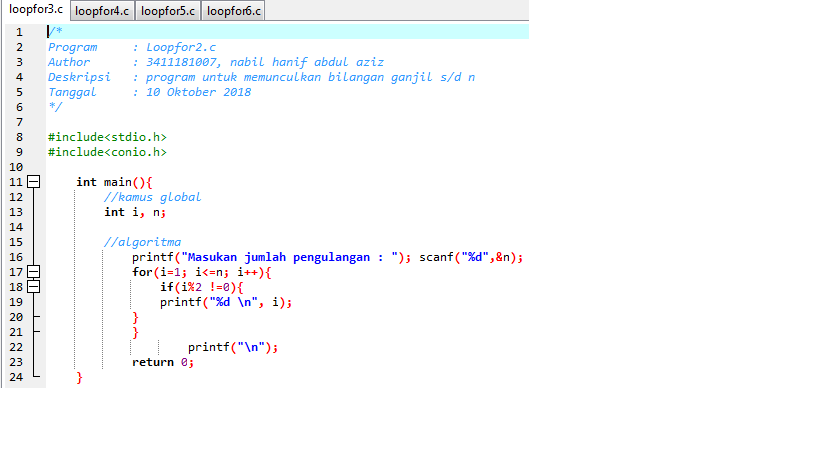 loopfor3.c loopfor4.c loopfor5.c loopfor6.c
1 /*
2 Program : Loopfor2.c
3 Author : 3411181007, nabil hanif abdul aziz
4 Deskripsi : program untuk memunculkan bilangan ganjil s/d n
5 Tanggal : 10 Oktober 2018
6 */
7
8 #include<stdio.h>
9 #include<conio.h>
10
11 int main(){
12 //kamus global
13 int i, n;
14
15 //algoritma
16 printf("Masukan jumlah pengulangan : "); scanf("%d",&n);
17 for(i=1; i<=n; i++){
18 if(i%2 !=0){
19 printf("%d \n", i);
20 }
21 }
22 printf("\n");
23 return 0;
24 }